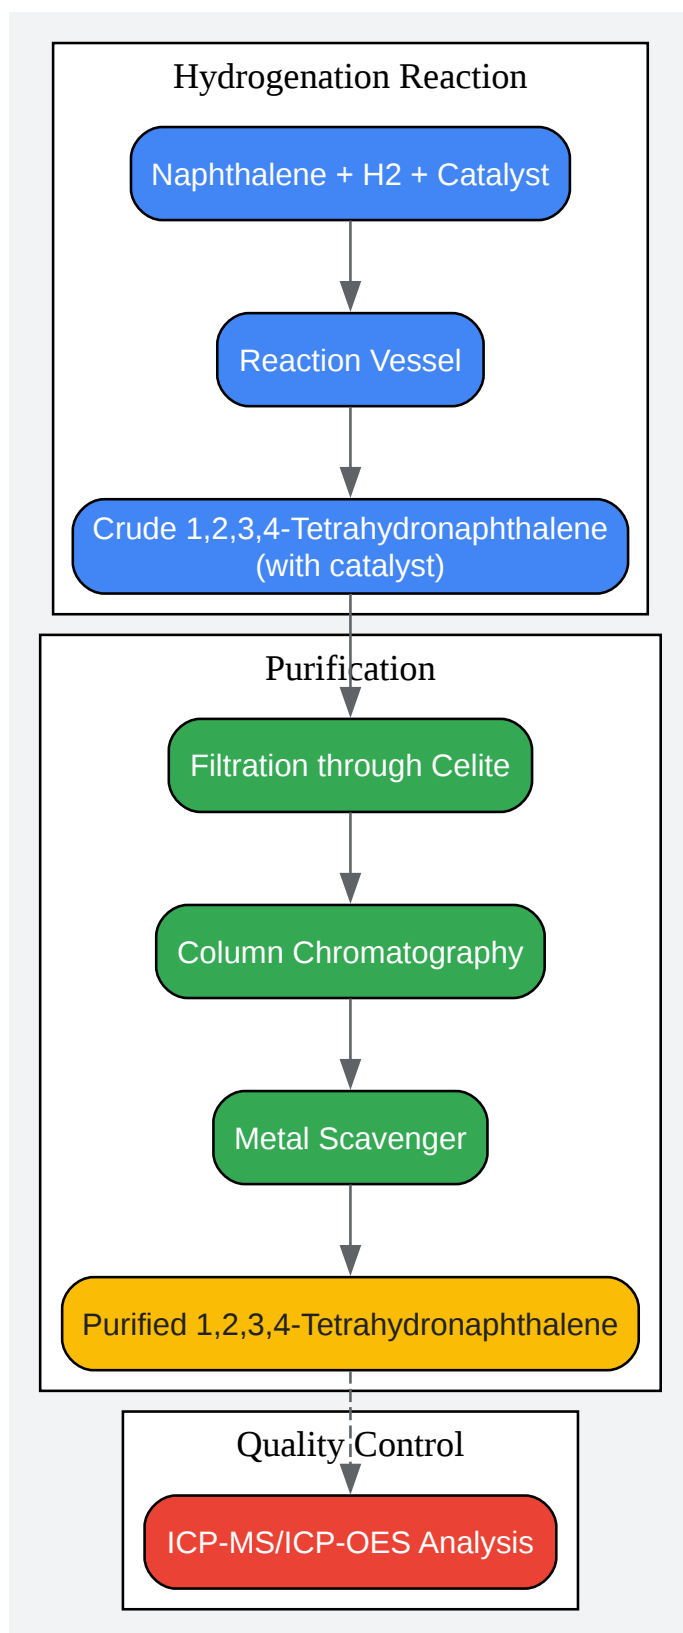 Hydrogenation Reaction
Naphthalene + H2 + Catalyst
Reaction Vessel
Crude 1,2,3,4-Tetrahydronaphthalene
(with catalyst)
Purification
Filtration through Celite
Column Chromatography
Metal Scavenger
Purified 1,2,3,4-Tetrahydronaphthalene
Quality Control
ICP-MS/ICP-OES Analysis